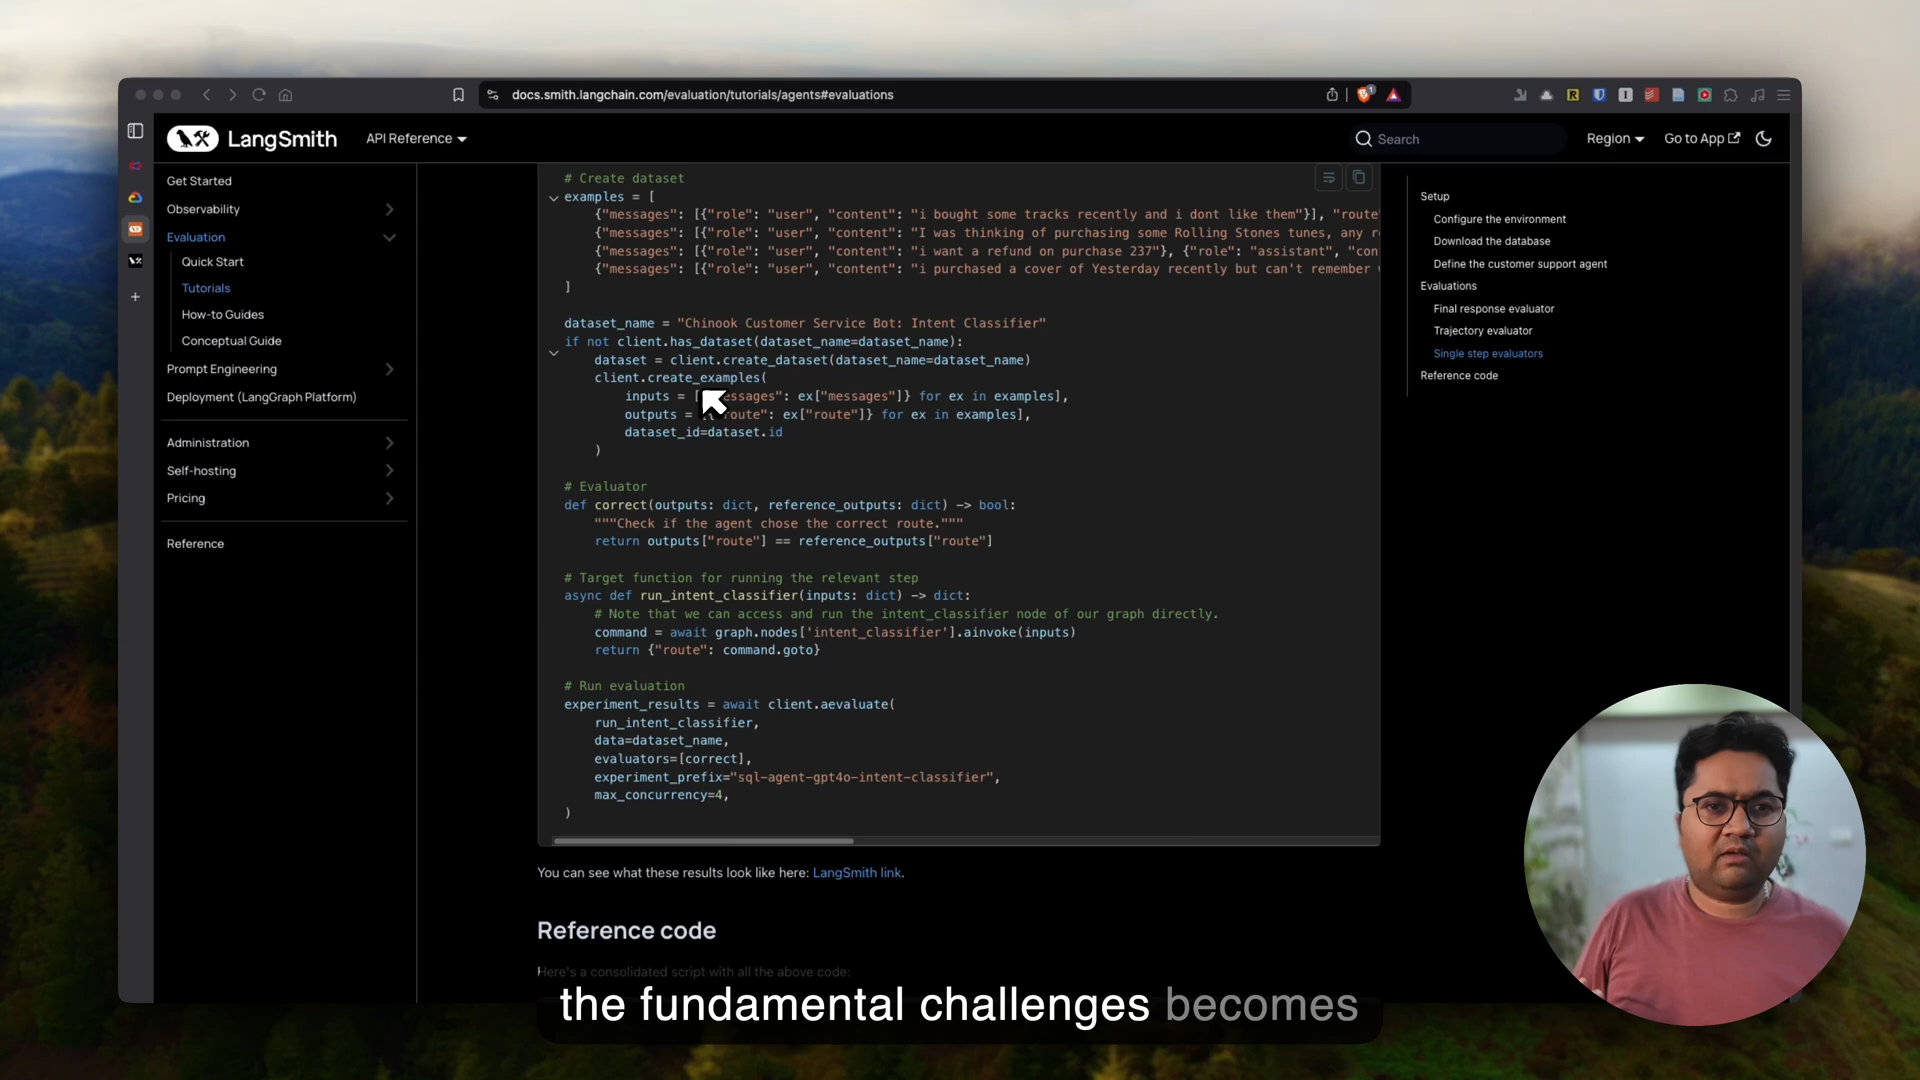 docs.smith.langchain.com/evaluation/tutorials/agents#evaluations
LangSmith
API Reference
Search
Region
Go to App
Get Started
Observability
Evaluation
Quick Start
Tutorials
How-to Guides
Conceptual Guide
Prompt Engineering
Deployment (LangGraph Platform)
Administration
Self-hosting
Pricing
Reference
# Create dataset
examples = [
{"messages": [{"role": "user", "content": "i bought some tracks recently and i dont like them"}], "route"
{"messages": [{"role": "user", "content": "I was thinking of purchasing some Rolling Stones tunes, any
{"messages": [{"role": "user", "content": "i want a refund on purchase 237"}, {"role": "assistant", "con
{"messages": [{"role": "user", "content": "i purchased a cover of Yesterday recently but can't remember
]
dataset_name = "Chinook Customer Service Bot: Intent Classifier"
if not client.has_dataset(dataset_name=dataset_name):
dataset = client.create_dataset(dataset_name=dataset_name)
client.create_examples(
inputs = [ essages": ex["messages"]} for ex in examples],
outputs = [{"route": ex["route"]} for ex in examples],
dataset_id=dataset.id
)
# Evaluator
def correct(outputs: dict, reference_outputs: dict) -> bool:
"""Check if the agent chose the correct route."""
return outputs["route"] == reference_outputs["route"]
# Target function for running the relevant step
async def run_intent_classifier(inputs: dict) -> dict:
# Note that we can access and run the intent_classifier node of our graph directly.
command = await graph.nodes['intent_classifier'].ainvoke(inputs)
return {"route": command.goto}
# Run evaluation
experiment_results = await client.aevaluate(
run_intent_classifier,
data=dataset_name,
evaluators=[correct],
experiment_prefix="sql-agent-gpt4o-intent-classifier",
max_concurrency=4,
)
You can see what these results look like here: LangSmith link.
Reference code
Here's a consolidated script with all the above code:
Setup
Configure the environment
Download the database
Define the customer support agent
Evaluations
Final response evaluator
Trajectory evaluator
Single step evaluators
Reference code
the fundamental challenges becomes